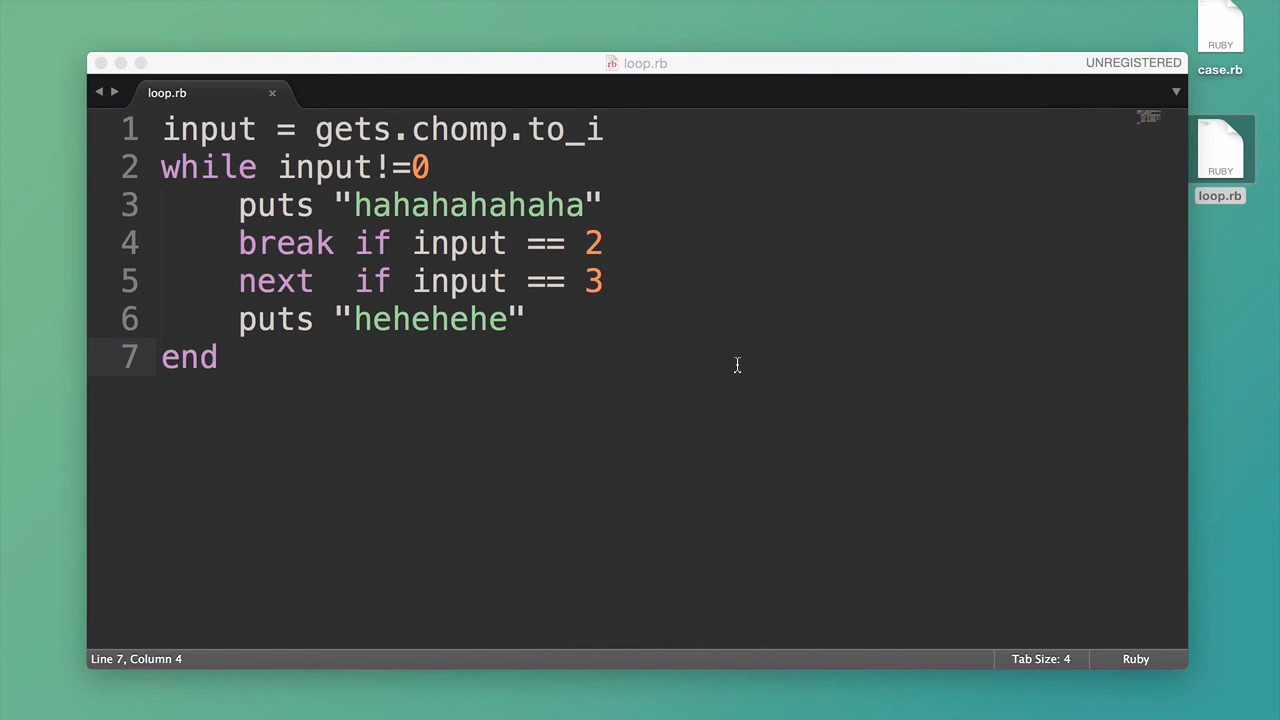 loop.rb
UNREGISTERED
loop.rb
1 input = gets.chomp.to_i
2 while input!=0
3     puts "hahahahahaha"
4     break if input == 2
5     next  if input == 3
6     puts "hehehehe"
7 end
Line 7, Column 4
Tab Size: 4
Ruby
RUBY
case.rb
RUBY
loop.rb